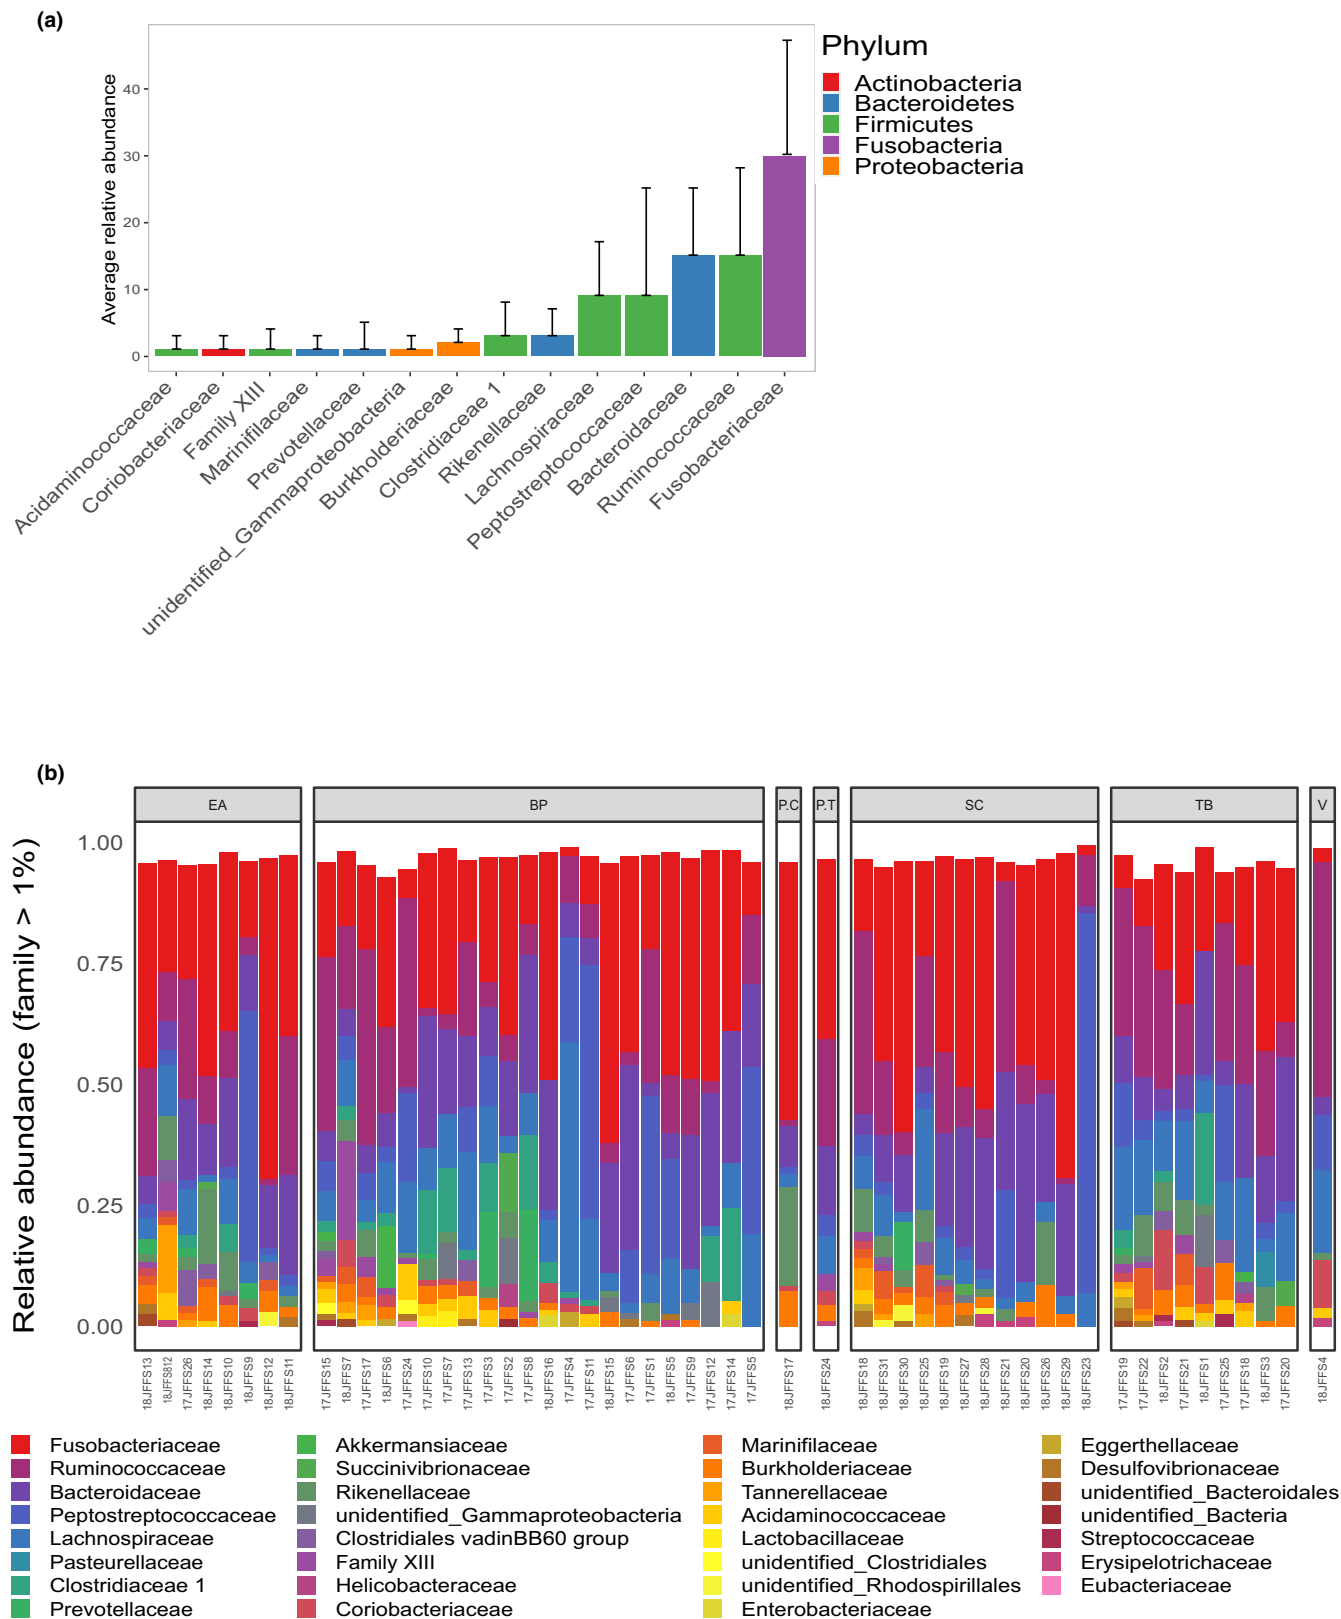 (a)
Average relative abundance
40
30
20
10
0
Acidaminococcaceae
Coriobacteriaceae
Family XIII
Marinifilaceae
Prevotellaceae
unidentified_Gammaproteobacteria
Burkholderiaceae
Clostridiaceae 1
Rikenellaceae
Lachnospiraceae
Peptostreptococcaceae
Bacteroidaceae
Ruminococcaceae
Fusobacteriaceae
Phylum
Actinobacteria
Bacteroidetes
Firmicutes
Fusobacteria
Proteobacteria
(b)
Relative abundance (family > 1%)
EA
BP
P.C
P.T
SC
TB
V
1.00
0.75
0.50
0.25
0.00
18JFFS13
18JFFS812
17JFFS26
18JFFS14
18JFFS10
18JFFS9
18JFFS12
18JFFS11
17JFFS15
18JFFS7
17JFFS17
18JFFS6
17JFFS24
17JFFS10
17JFFS7
17JFFS13
17JFFS3
17JFFS2
17JFFS8
18JFFS16
17JFFS4
17JFFS11
18JFFS15
17JFFS6
17JFFS1
18JFFS5
17JFFS9
17JFFS12
17JFFS14
17JFFS5
18JFFS17
18JFFS24
18JFFS18
18JFFS31
18JFFS30
18JFFS25
18JFFS19
18JFFS27
18JFFS28
18JFFS21
18JFFS20
18JFFS26
18JFFS29
18JFFS23
17JFFS19
17JFFS22
18JFFS2
17JFFS21
18JFFS1
17JFFS25
17JFFS18
18JFFS3
17JFFS20
18JFFS4
Fusobacteriaceae
Ruminococcaceae
Bacteroidaceae
Peptostreptococcaceae
Lachnospiraceae
Pasteurellaceae
Clostridiaceae 1
Prevotellaceae
Akkermansiaceae
Succinivibrionaceae
Rikenellaceae
unidentified_Gammaproteobacteria
Clostridiales vadinBB60 group
Family XIII
Helicobacteraceae
Coriobacteriaceae
Marinifilaceae
Burkholderiaceae
Tannerellaceae
Acidaminococcaceae
Lactobacillaceae
unidentified_Clostridiales
unidentified_Rhodospirillales
Enterobacteriaceae
Eggerthellaceae
Desulfovibrionaceae
unidentified_Bacteroidales
unidentified_Bacteria
Streptococcaceae
Erysipelotrichaceae
Eubacteriaceae